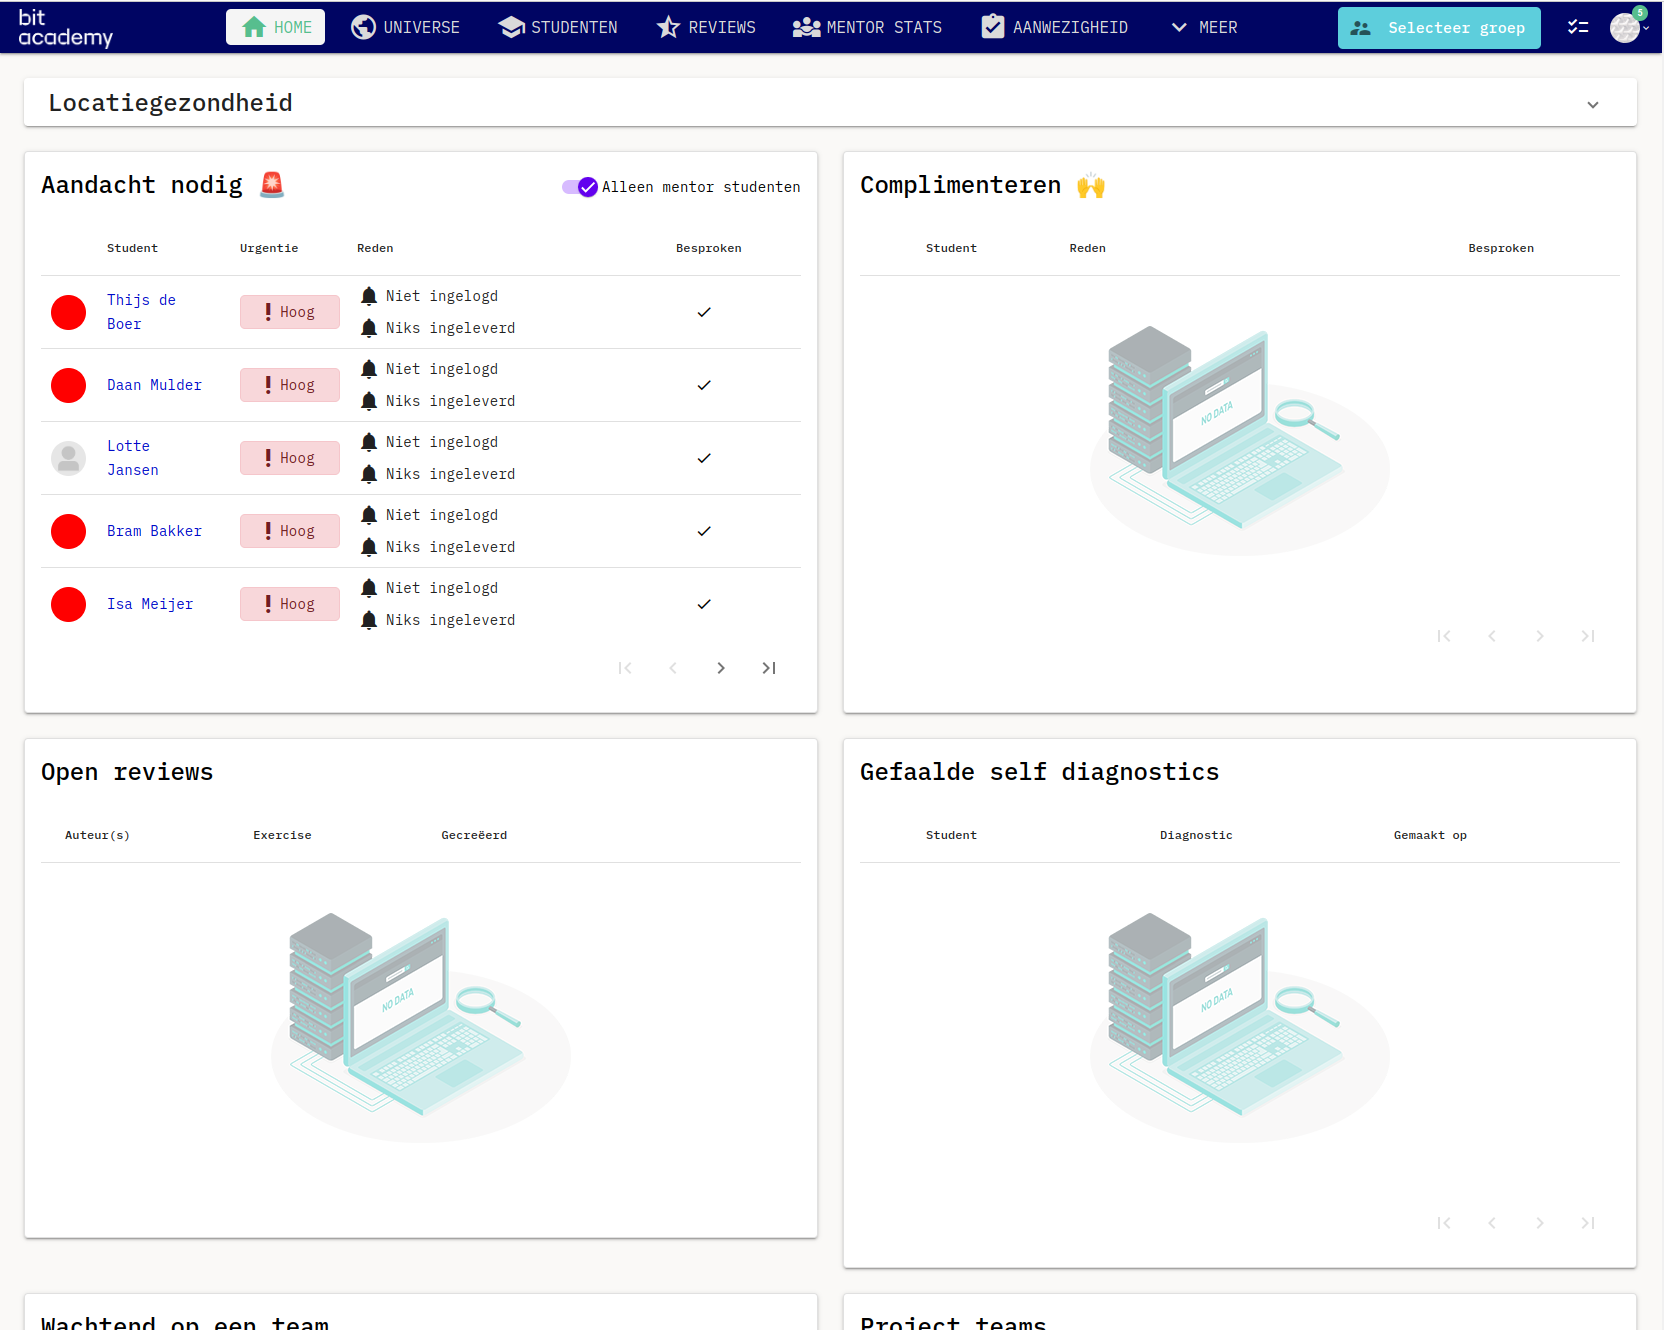 bit
academy
HOME
UNIVERSE
STUDENTEN
REVIEWS
MENTOR STATS
AANWEZIGHEID
MEER
Selecteer groep
5
Locatiegezondheid
Aandacht nodig
Alleen mentor studenten
Student Urgentie Reden Besproken
Thijs de
Boer
Hoog
Niet ingelogd
Niks ingeleverd
Daan Mulder
Hoog
Niet ingelogd
Niks ingeleverd
Lotte
Jansen
Hoog
Niet ingelogd
Niks ingeleverd
Bram Bakker
Hoog
Niet ingelogd
Niks ingeleverd
Isa Meijer
Hoog
Niet ingelogd
Niks ingeleverd
Complimenteren
Student Reden Besproken
NO DATA
Open reviews
Auteur(s) Exercise Gecreëerd
NO DATA
Gefaalde self diagnostics
Student Diagnostic Gemaakt op
NO DATA
Wachtend op een team
Project teams